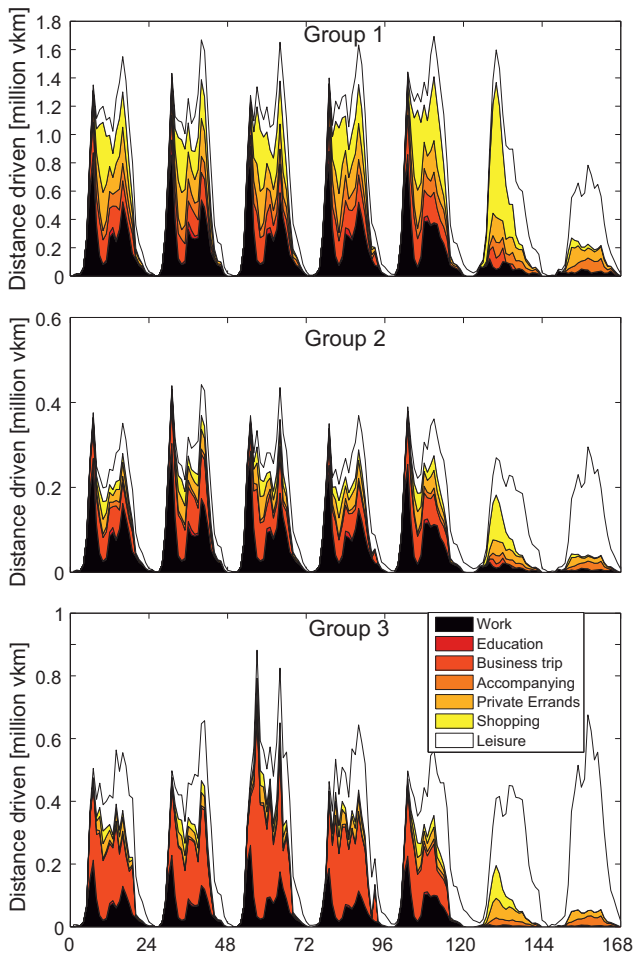 Group 1
Distance driven [million vkm]
1.8
1.6
1.4
1.2
1.0
0.8
0.6
0.4
0.2
0
Group 2
Distance driven [million vkm]
0.6
0.4
0.2
0
Group 3
Distance driven [million vkm]
1
0.8
0.6
0.4
0.2
0
Work
Education
Business trip
Accompanying
Private Errands
Shopping
Leisure
0 24 48 72 96 120 144 168